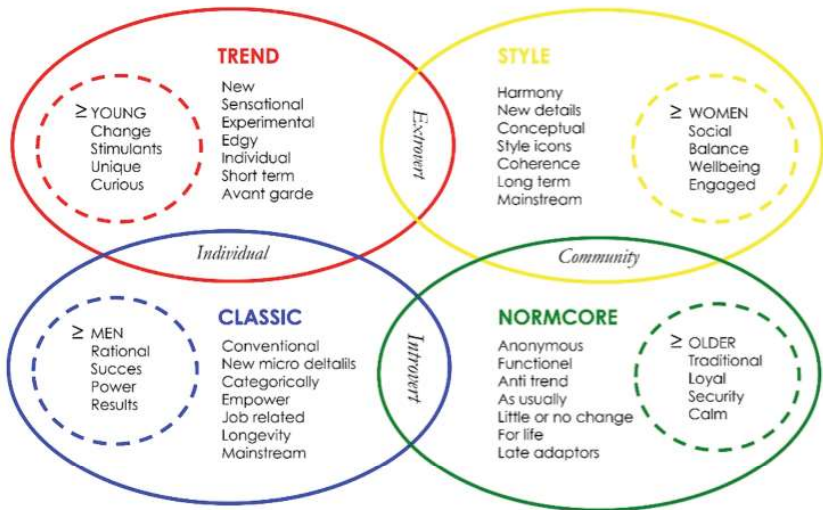 TREND
New
Sensational
Experimental
Edgy
Individual
Short term
Avant garde
≥ YOUNG
Change
Stimulants
Unique
Curious
Extrovert
STYLE
Harmony
New details
Conceptual
Style icons
Coherence
Long term
Mainstream
≥ WOMEN
Social
Balance
Wellbeing
Engaged
Individual
Community
≥ MEN
Rational
Succes
Power
Results
CLASSIC
Conventional
New micro deltalils
Categorically
Empower
Job related
Longevity
Mainstream
Introvert
NORMCORE
Anonymous
Functionel
Anti trend
As usually
Little or no change
For life
Late adaptors
≥ OLDER
Traditional
Loyal
Security
Calm